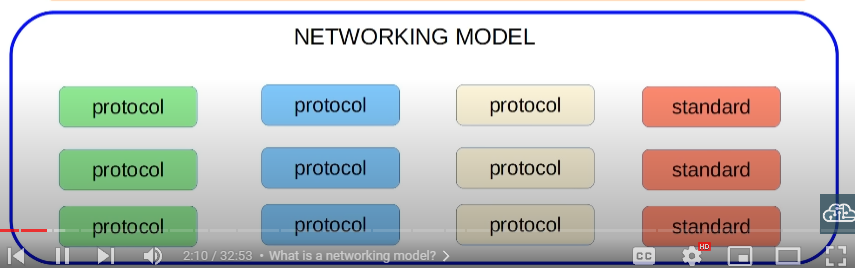 NETWORKING MODEL
protocol protocol protocol standard
protocol protocol protocol standard
protocol protocol protocol standard
2:10 / 32:53 • What is a networking model? CC HD